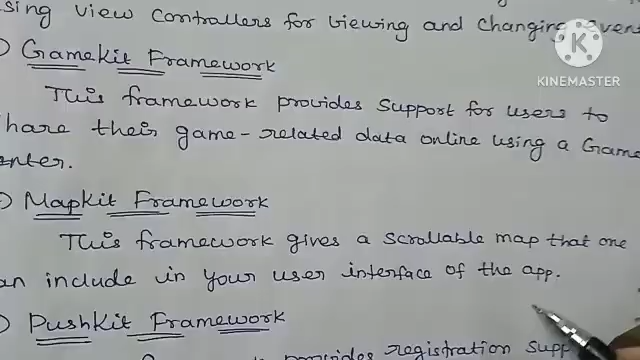 sing view controllers for viewing and changing even
KINEMASTER
) GameKit Framework
This framework provides support for users to
hare their game-related data online using a Game
enter.
) MapKit Framework
This framework gives a scrollable map that one
an include in your user interface of the app.
) PushKit Framework
provides registration supp